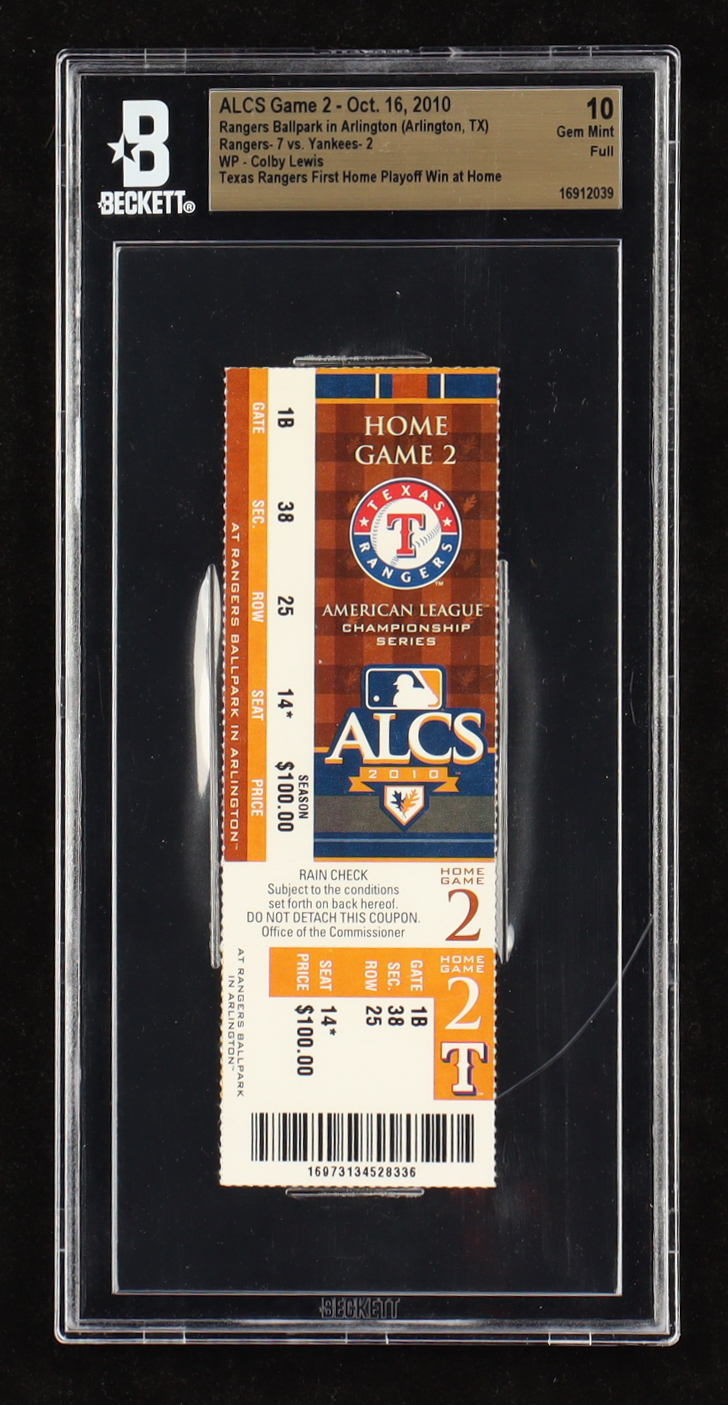 BECKETT®
ALCS Game 2 - Oct. 16, 2010
Rangers Ballpark in Arlington (Arlington, TX)
Rangers- 7 vs. Yankees- 2
WP - Colby Lewis
Texas Rangers First Home Playoff Win at Home
10
Gem Mint
Full
16912039
HOME
GAME 2
TEXAS
RANGERS
T
AMERICAN LEAGUE™
CHAMPIONSHIP
SERIES
ALCS
2010
GATE 1B
SEC. 38
ROW 25
SEAT 14*
SEASON
PRICE $100.00
AT RANGERS BALLPARK IN ARLINGTON™
RAIN CHECK
Subject to the conditions
set forth on back hereof.
DO NOT DETACH THIS COUPON.
Office of the Commissioner
HOME
GAME
2
HOME
GAME
2
T
GATE 1B
SEC. 38
ROW 25
SEAT 14*
PRICE $100.00
AT RANGERS BALLPARK
IN ARLINGTON™
16973134528336
BECKETT